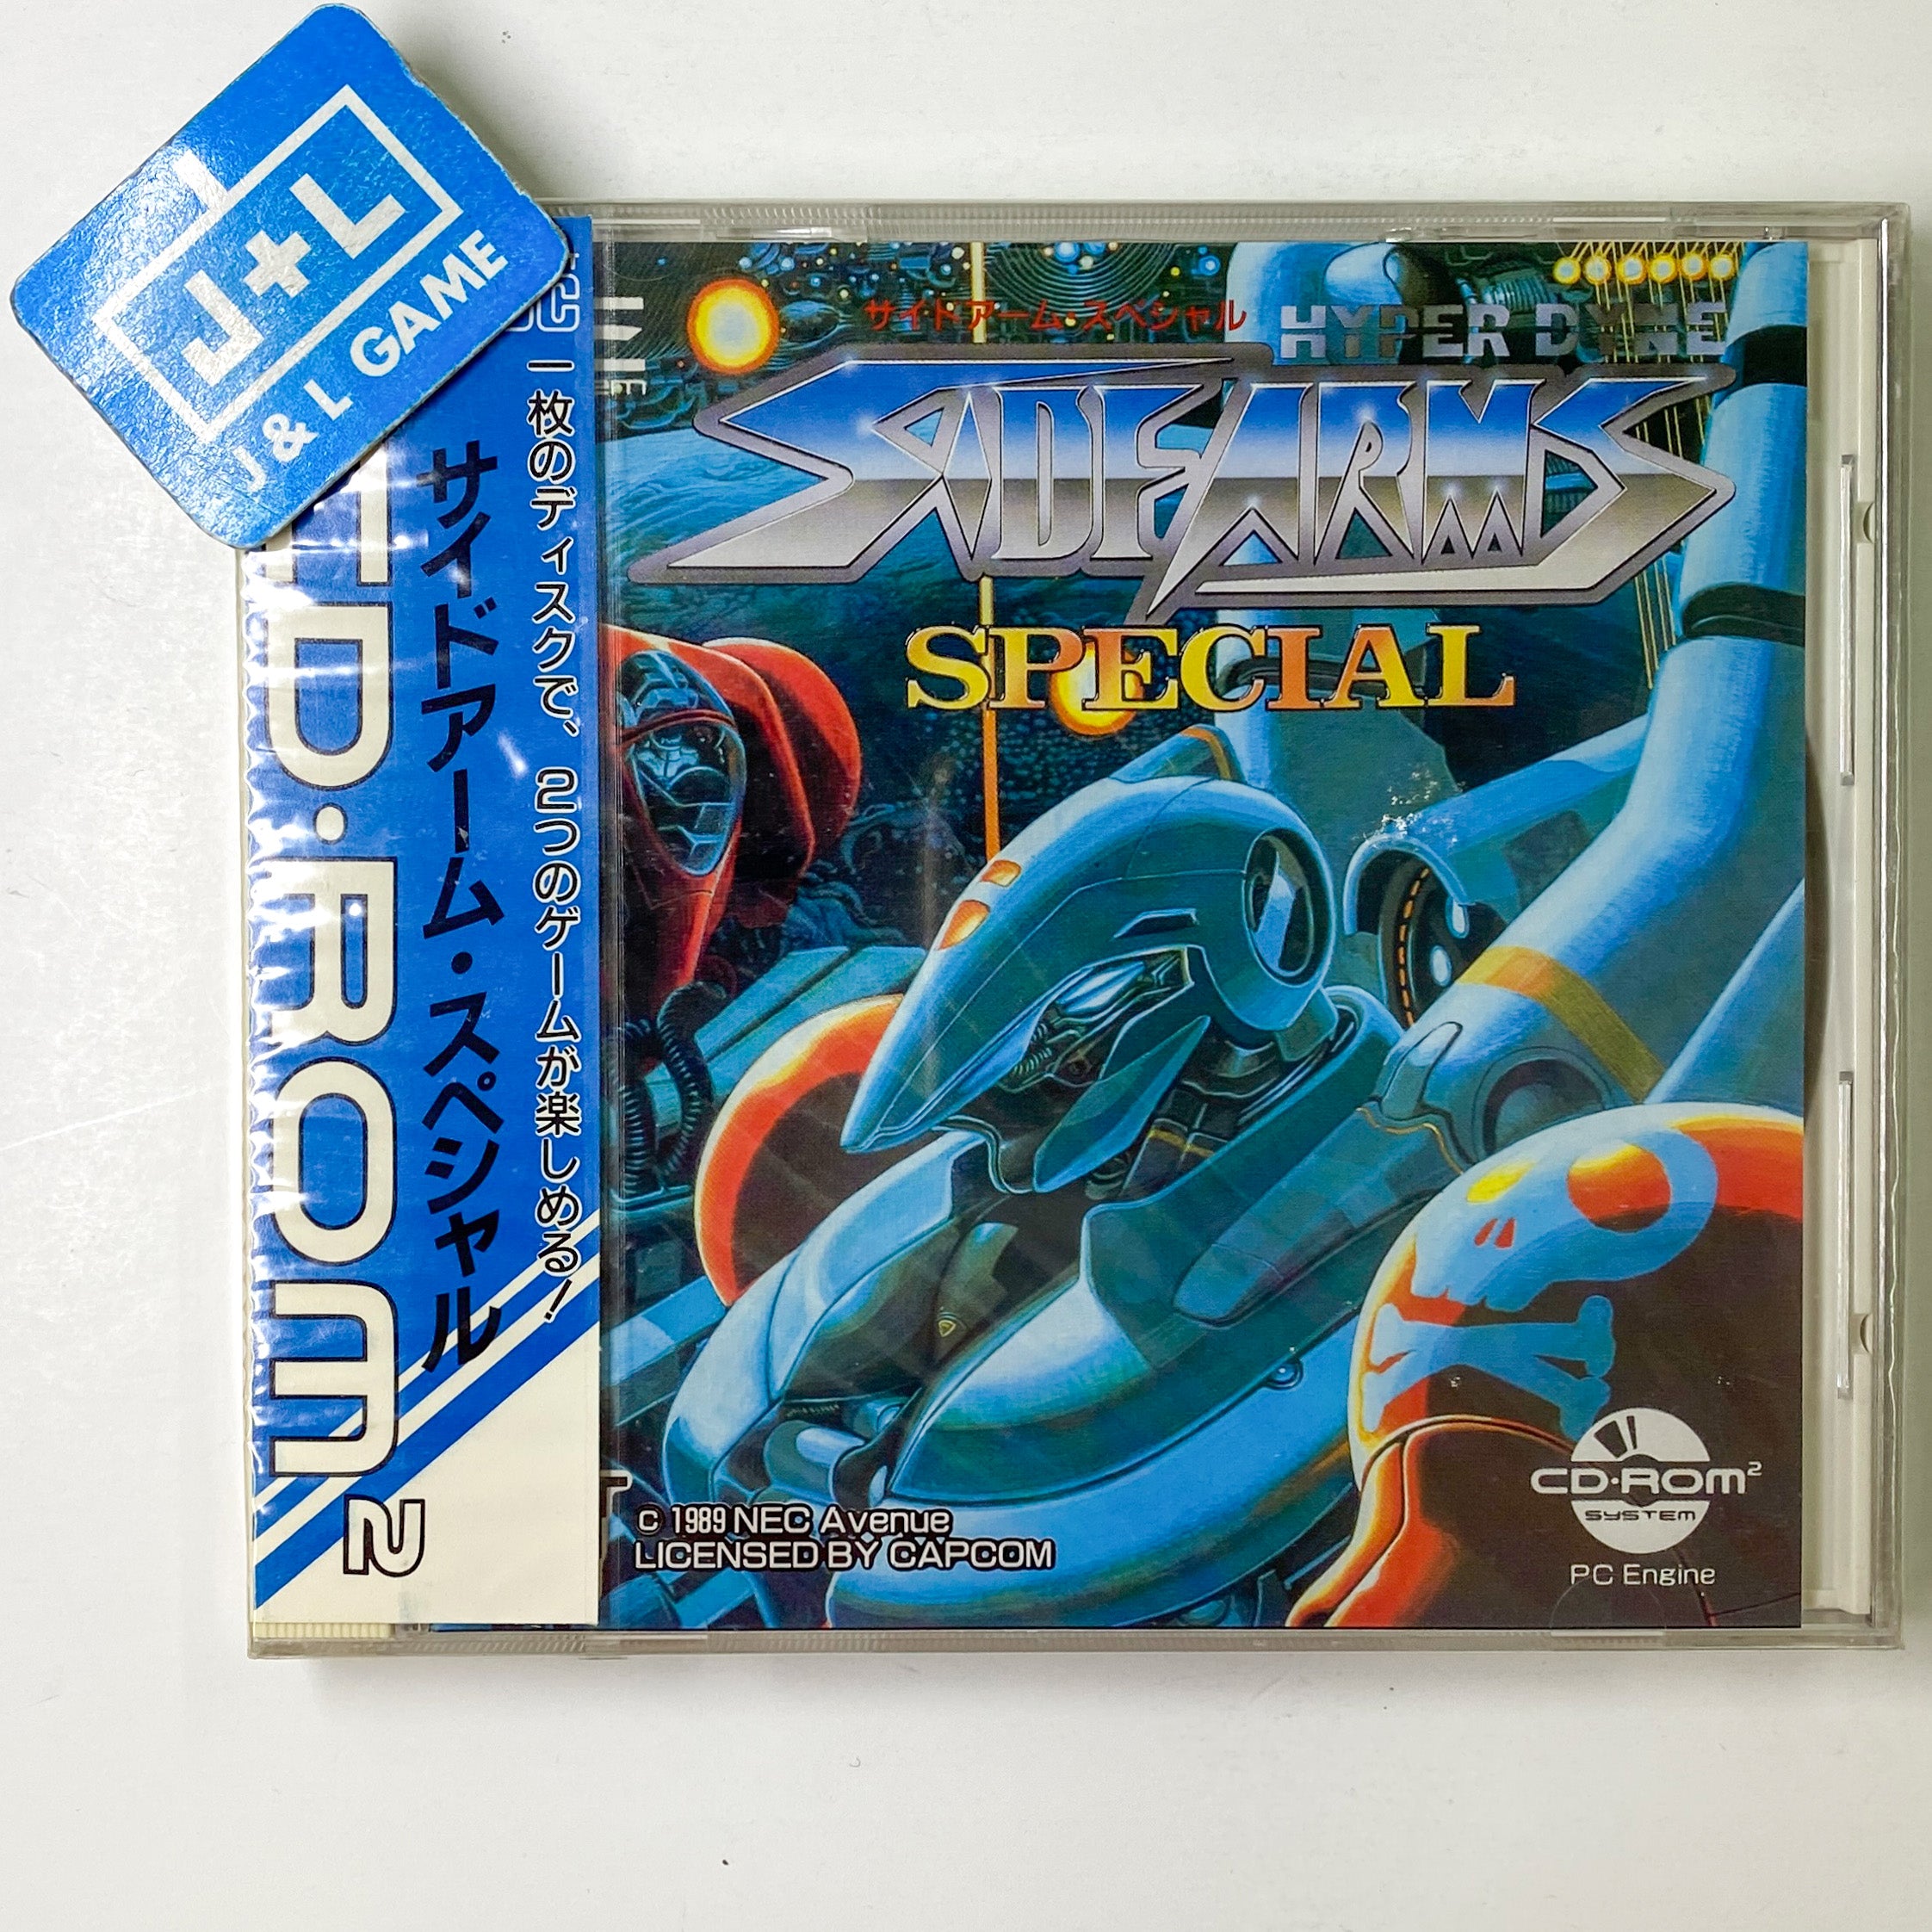 J+L
J & L GAME
CD·ROM2
サイドアーム・スペシャル
一枚のディスクで、2つのゲームが楽しめる!
サイドアーム・スペシャル
HYPER DYNE
SIDE ARMS
SPECIAL
© 1989 NEC Avenue
LICENSED BY CAPCOM
CD·ROM²
SYSTEM
PC Engine